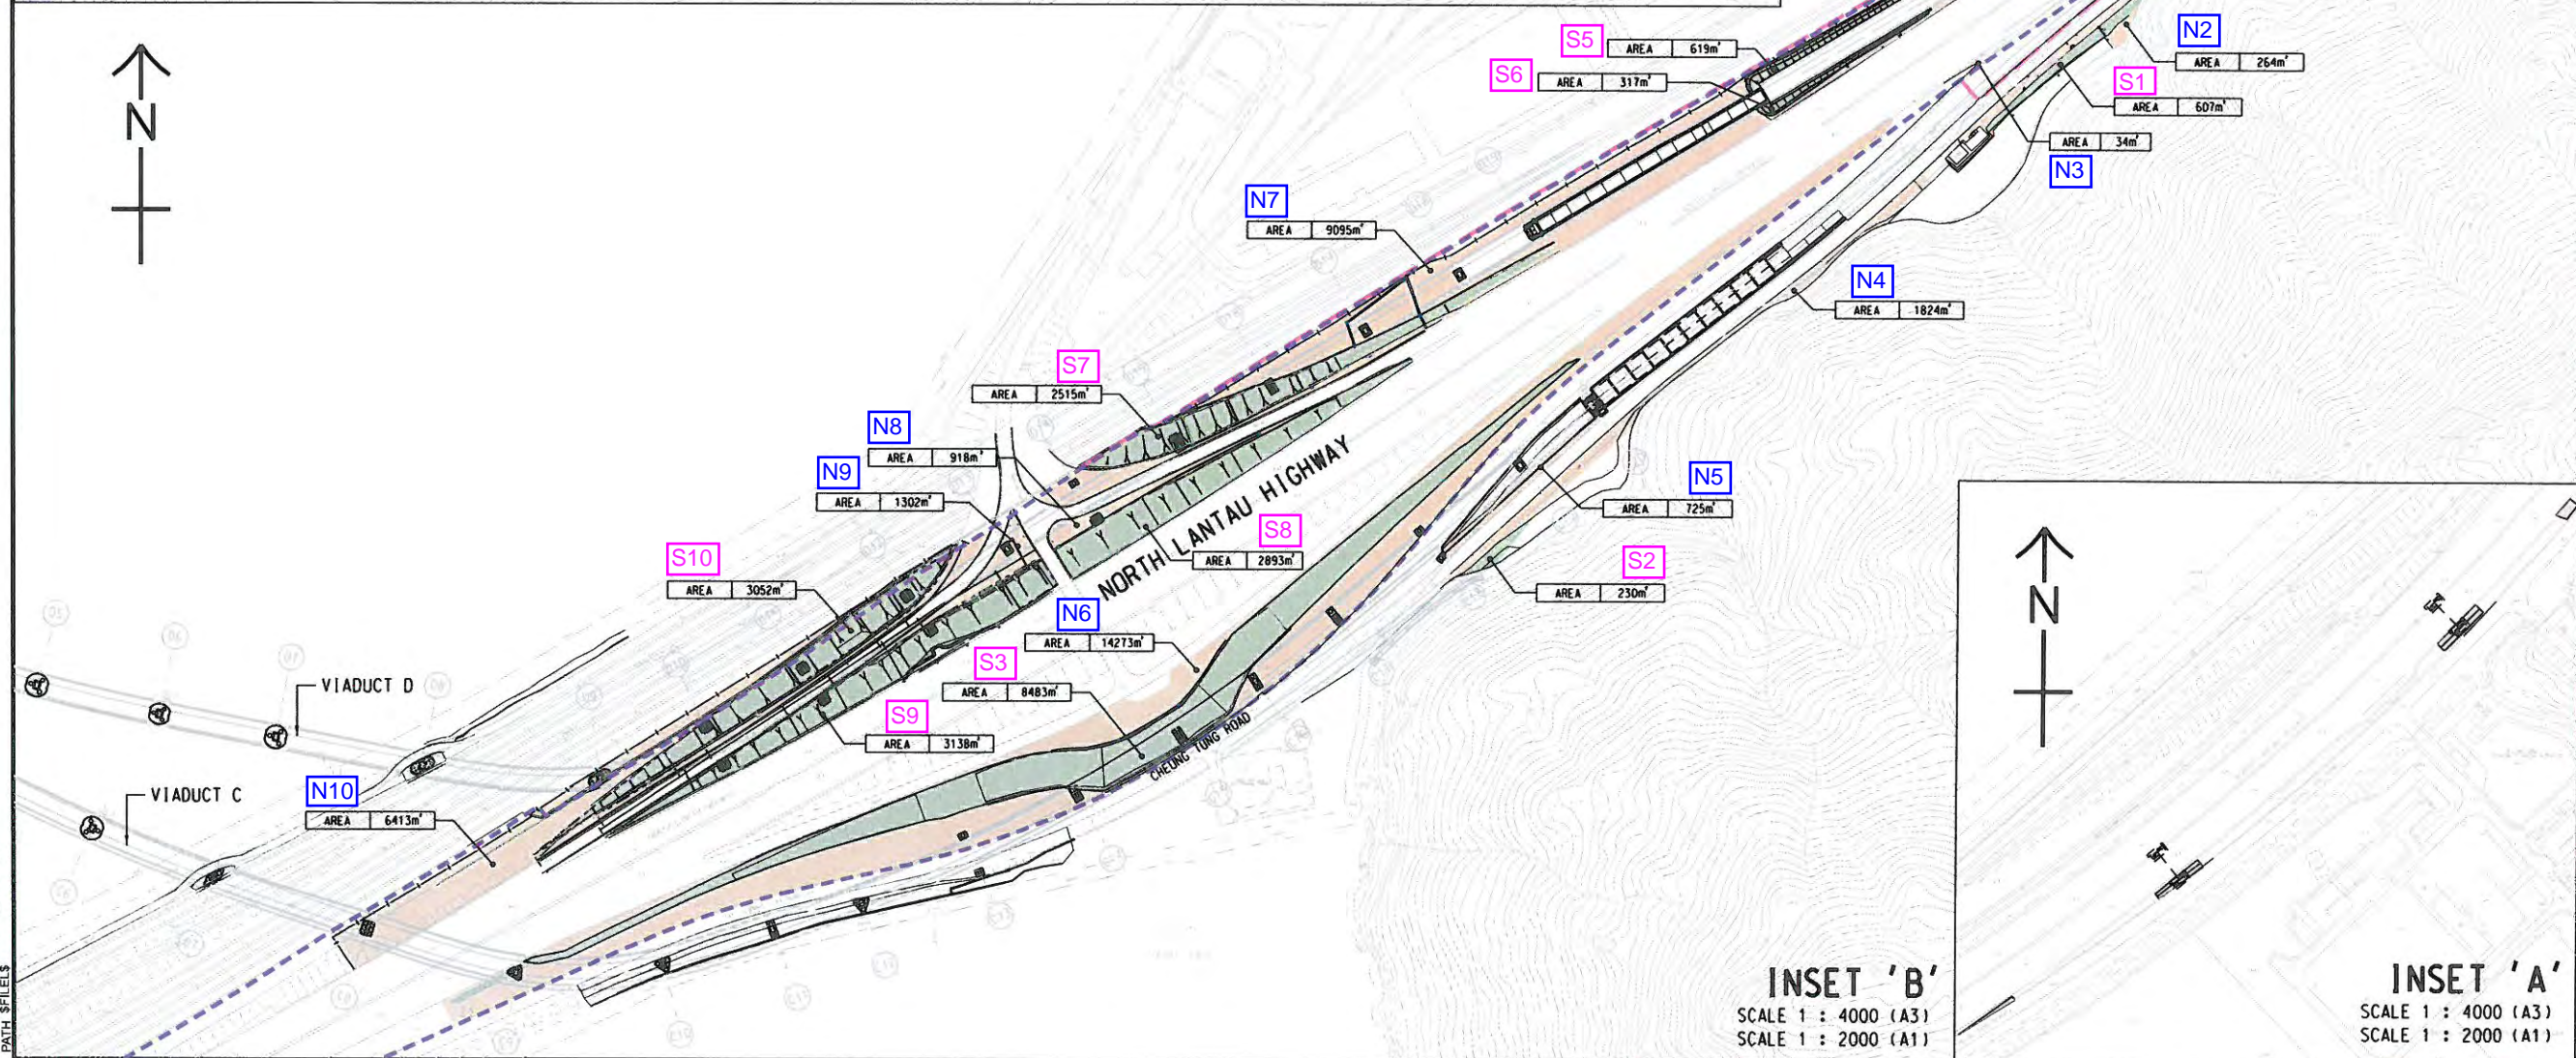 S5
AREA 619m²
S6
AREA 317m²
N2
AREA 264m²
S1
AREA 607m²
AREA 34m²
N3
N
N7
AREA 9095m²
N4
AREA 1824m²
S7
AREA 2515m²
N8
AREA 918m²
N9
AREA 1302m²
NORTH LANTAU HIGHWAY
N5
AREA 725m²
S8
AREA 2893m²
S10
AREA 3052m²
S2
AREA 230m²
N6
AREA 14273m²
S3
AREA 8483m²
S9
AREA 3138m²
CHEUNG TUNG ROAD
VIADUCT D
VIADUCT C
N10
AREA 6413m²
INSET 'B'
SCALE 1 : 4000 (A3)
SCALE 1 : 2000 (A1)
N
INSET 'A'
SCALE 1 : 4000 (A3)
SCALE 1 : 2000 (A1)
PATH $FILEL$